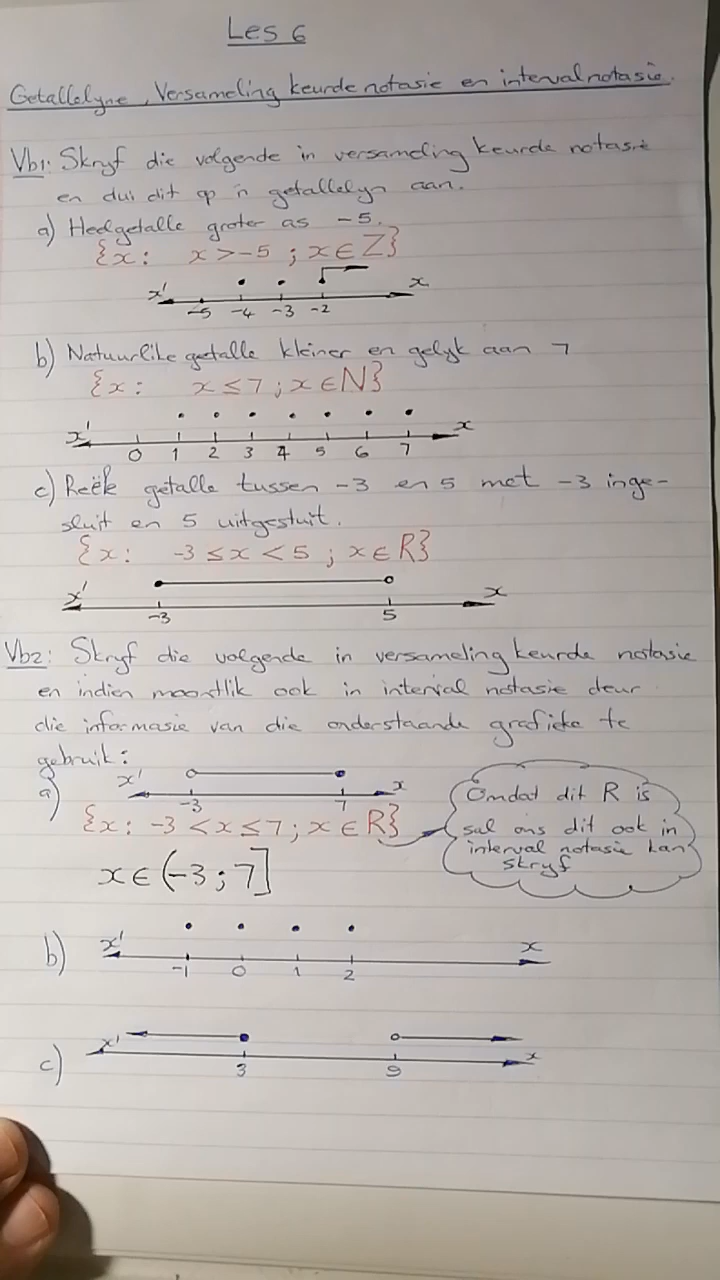 Les 6
Getallelyne, Versameling keurde notasie en intervalnotasie.
Vb1: Skryf die volgende in versameling keurde notasie
en dui dit op 'n getallelyn aan.
a) Heelgetalle groter as -5.
{x: x > -5 ; x ∈ Z}
x' x
-5 -4 -3 -2
b) Natuurlike getalle kleiner en gelyk aan 7
{x: x ≤ 7 ; x ∈ N}
x' x
0 1 2 3 4 5 6 7
c) Reële getalle tussen -3 en 5 met -3 inge-
sluit en 5 uitgesluit.
{x: -3 ≤ x < 5 ; x ∈ R}
x' x
-3 5
Vb2: Skryf die volgende in versameling keurde notasie
en indien moontlik ook in interval notasie deur
die informasie van die onderstaande grafieke te
gebruik:
a) x' x
-3 7
{x: -3 < x ≤ 7 ; x ∈ R}
x ∈ (-3 ; 7]
Omdat dit R is
sal ons dit ook in
interval notasie kan
skryf
b) x' x
-1 0 1 2
c) x' x
3 9